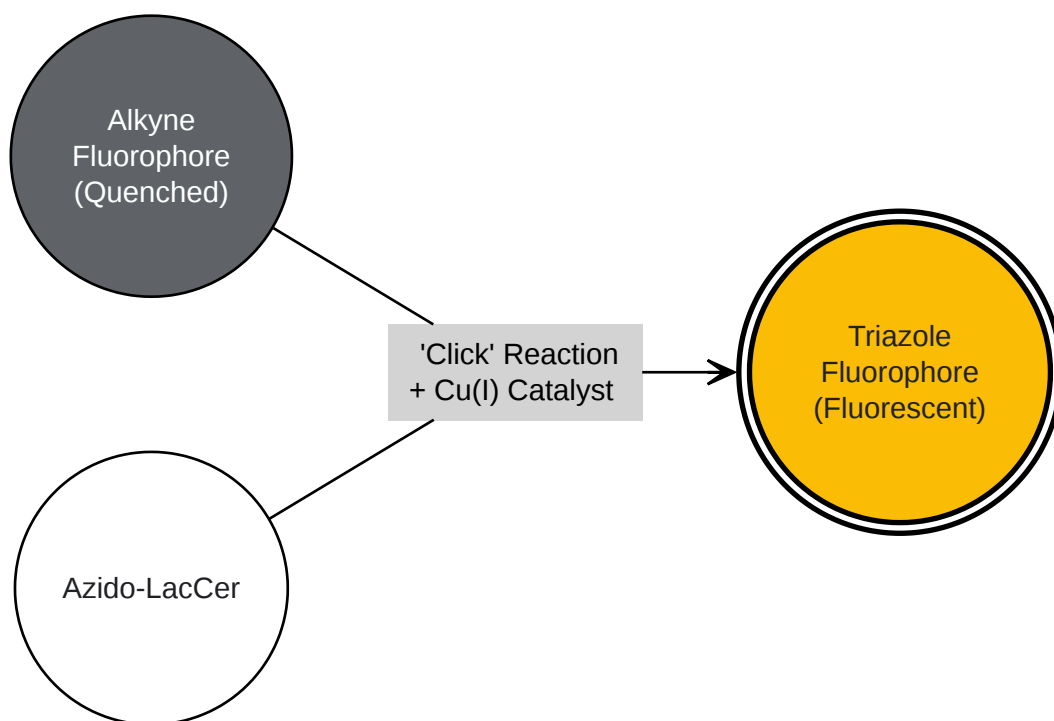 Alkyne
Fluorophore
(Quenched)
'Click' Reaction
+ Cu(I) Catalyst
Triazole
Fluorophore
(Fluorescent)
Azido-LacCer